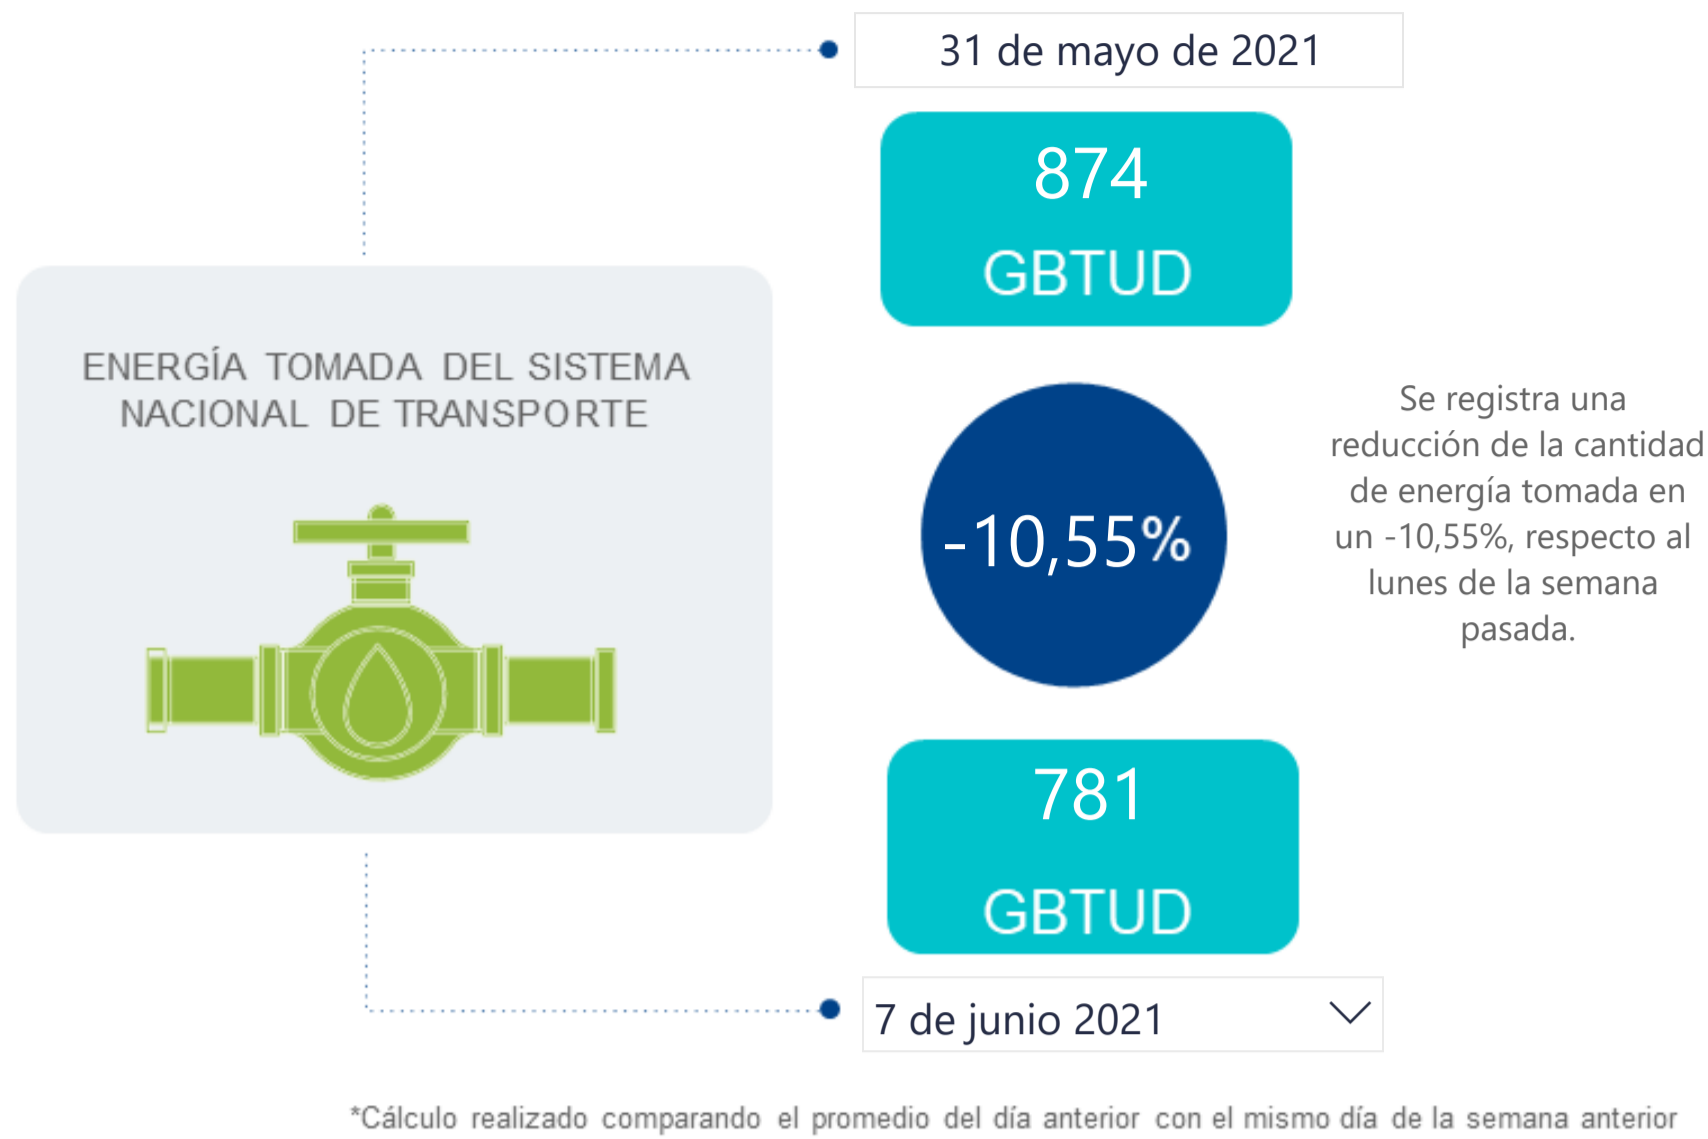 31 de mayo de 2021
874
GBTUD
ENERGÍA TOMADA DEL SISTEMA
NACIONAL DE TRANSPORTE
-10,55%
Se registra una
reducción de la cantidad
de energía tomada en
un -10,55%, respecto al
lunes de la semana
pasada.
781
GBTUD
7 de junio 2021
*Cálculo realizado comparando el promedio del día anterior con el mismo día de la semana anterior